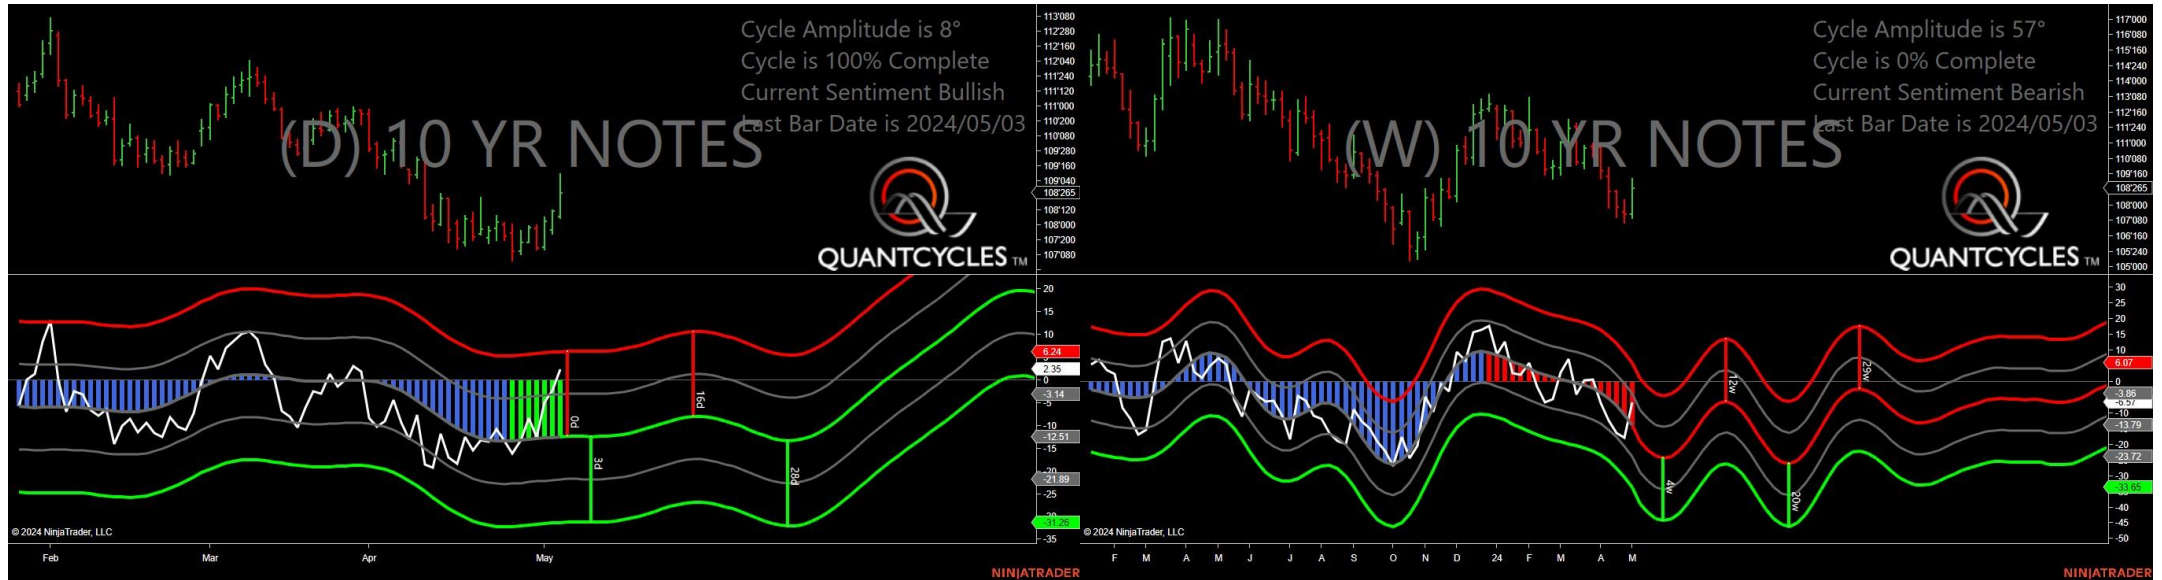 Cycle Amplitude is 8°
Cycle is 100% Complete
Current Sentiment Bullish
Last Bar Date is 2024/05/03
(D) 10 YR NOTES
QUANTCYCLES TM
113'080
112'280
112'160
112'040
111'240
111'120
111'000
110'200
110'080
109'280
109'160
109'040
108'265
108'120
108'000
107'200
107'080
20
15
10
6.24
2.35
0
-3.14
-5
-10
-12.51
-15
-21.89
-25
-31.26
-35
0d
3d
16d
28d
© 2024 NinjaTrader, LLC
Feb
Mar
Apr
May
NINJATRADER
Cycle Amplitude is 57°
Cycle is 0% Complete
Current Sentiment Bearish
Last Bar Date is 2024/05/03
(W) 10 YR NOTES
QUANTCYCLES TM
117'000
116'080
115'160
114'240
114'000
113'080
112'160
111'240
111'000
110'080
109'160
108'265
108'000
107'080
106'160
105'240
105'000
30
25
20
15
10
6.07
0
-3.86
-6.57
-10
-13.79
-20
-23.72
-30
-33.65
-40
-45
-50
4w
12w
20w
29w
© 2024 NinjaTrader, LLC
F
M
A
M
J
J
A
S
O
N
D
24
F
M
A
M
NINJATRADER